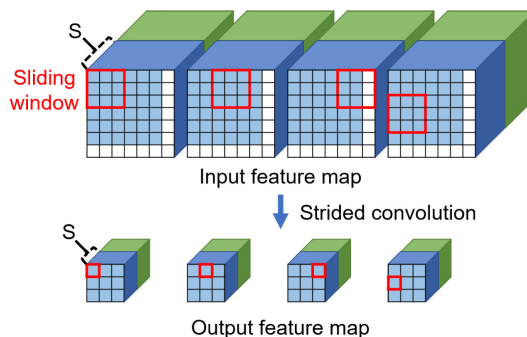 S
Sliding
window
Input feature map
Strided convolution
S
Output feature map